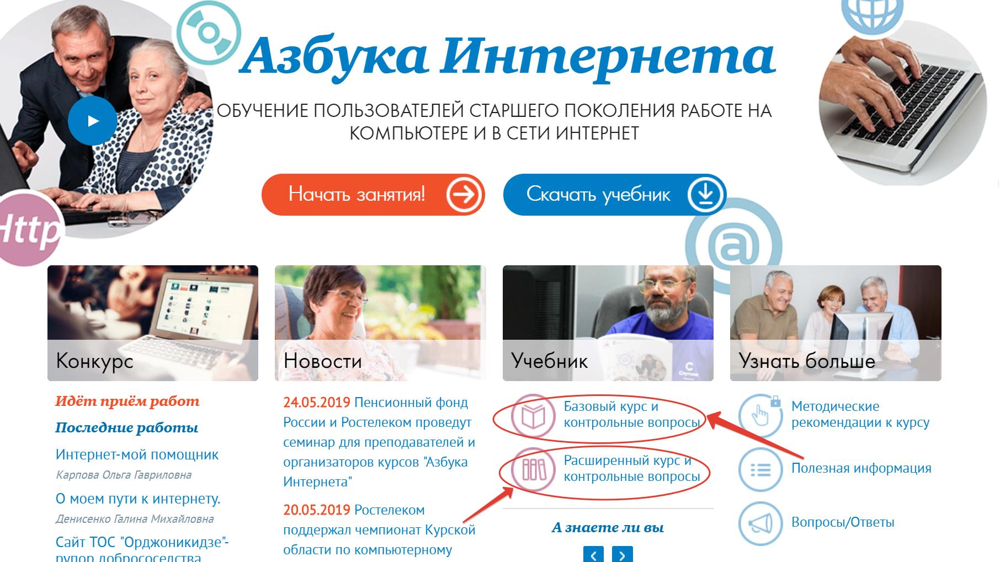 Азбука Интернета
ОБУЧЕНИЕ ПОЛЬЗОВАТЕЛЕЙ СТАРШЕГО ПОКОЛЕНИЯ РАБОТЕ НА
КОМПЬЮТЕРЕ И В СЕТИ ИНТЕРНЕТ
Начать занятия!
Скачать учебник
Http
@
Конкурс
Идёт приём работ
Последние работы
Интернет-мой помощник
Карпова Ольга Гавриловна
О моем пути к интернету.
Денисенко Галина Михайловна
Сайт ТОС "Орджоникидзе"-
рупор добрососедства
Новости
24.05.2019 Пенсионный фонд
России и Ростелеком проведут
семинар для преподавателей и
организаторов курсов "Азбука
Интернета"
20.05.2019 Ростелеком
поддержал чемпионат Курской
области по компьютерному
Учебник
С
Спутник
Базовый курс и
контрольные вопросы
Расширенный курс и
контрольные вопросы
А знаете ли вы
Узнать больше
Методические
рекомендации к курсу
Полезная информация
Вопросы/Ответы